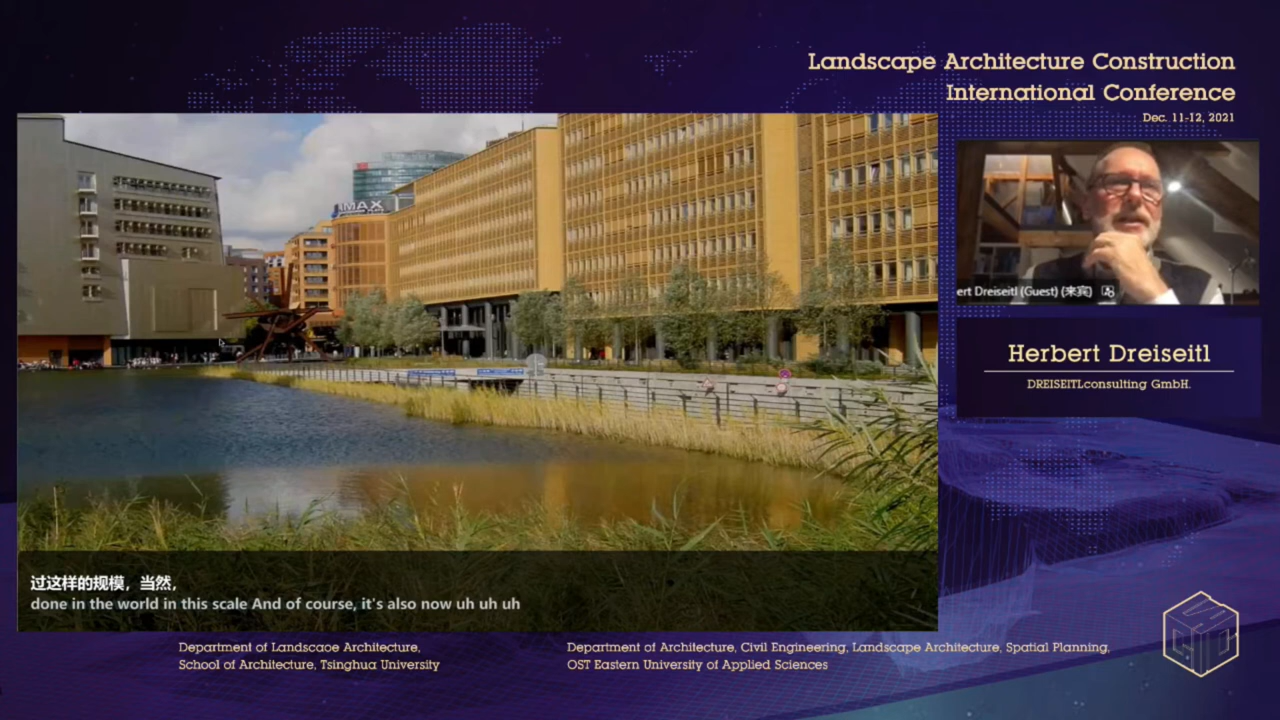 Landscape Architecture Construction
International Conference
Dec. 11-12, 2021
IMAX
ert Dreiseitl (Guest) (来宾)
Herbert Dreiseitl
DREISEITLconsulting GmbH.
过这样的规模，当然，
done in the world in this scale And of course, it's also now uh uh uh
Department of Landscape Architecture,
School of Architecture, Tsinghua University
Department of Architecture, Civil Engineering, Landscape Architecture, Spatial Planning,
OST Eastern University of Applied Sciences